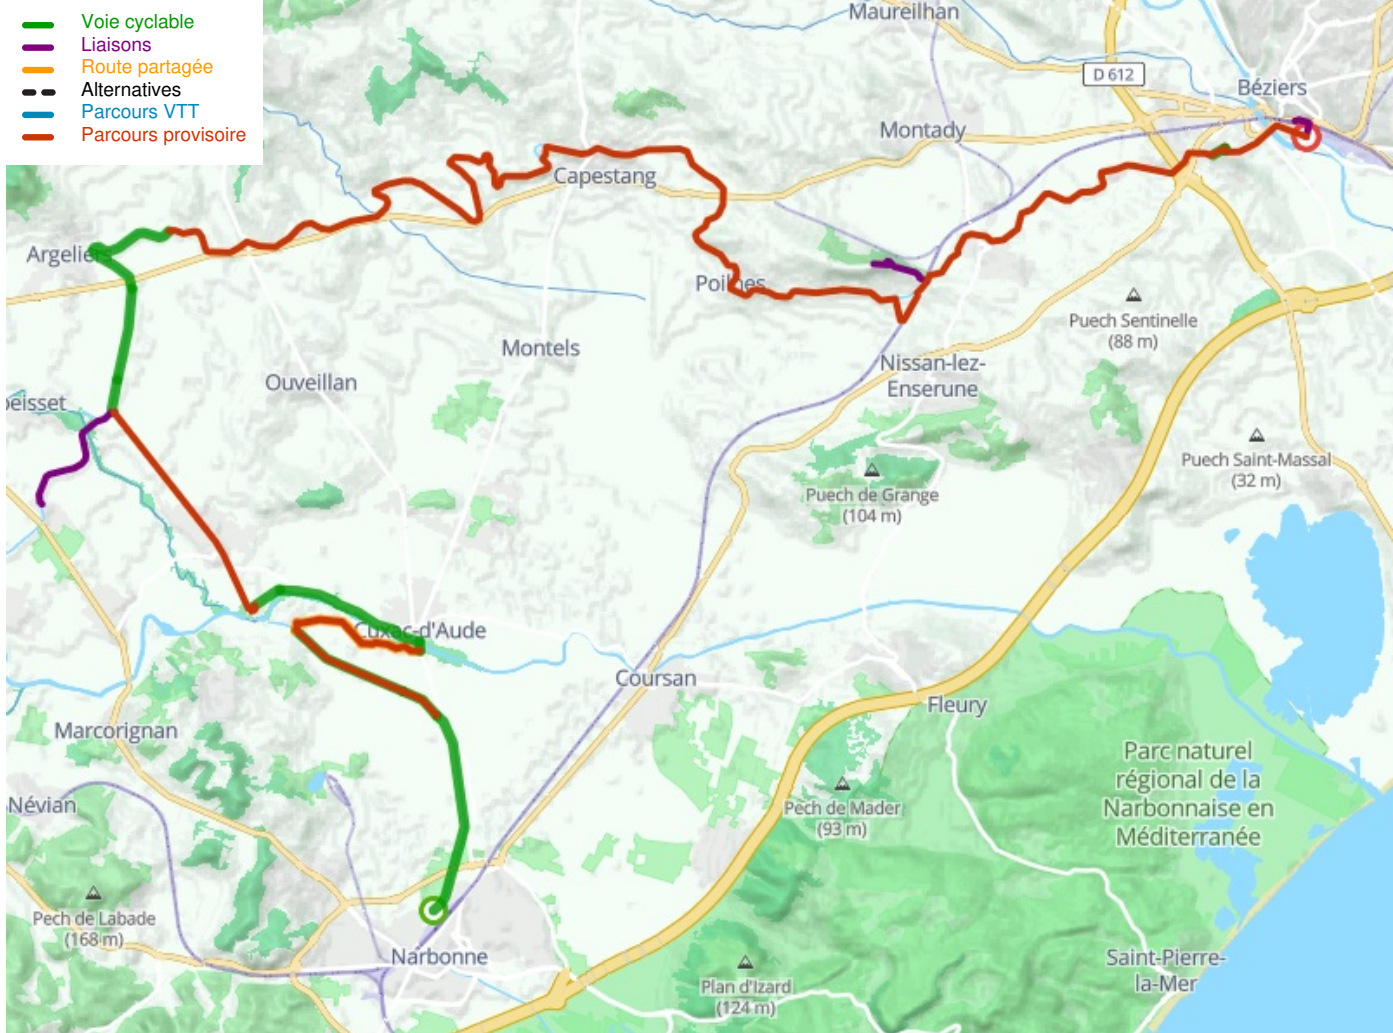 Voie cyclable
Liaisons
Route partagée
Alternatives
Parcours VTT
Parcours provisoire
Maureilhan
D 612
Béziers
Montady
Capestang
Argeliers
Poilhes
Puech Sentinelle
(88 m)
Montels
Nissan-lez-
Enserune
Ouveillan
peisset
Puech Saint-Massal
(32 m)
Puech de Grange
(104 m)
Cuxac-d'Aude
Coursan
Fleury
Marcorignan
Parc naturel
régional de la
Narbonnaise en
Méditerranée
Névian
Pech de Mader
(93 m)
Pech de Labade
(168 m)
Narbonne
Saint-Pierre-
la-Mer
Plan d'Izard
(124 m)